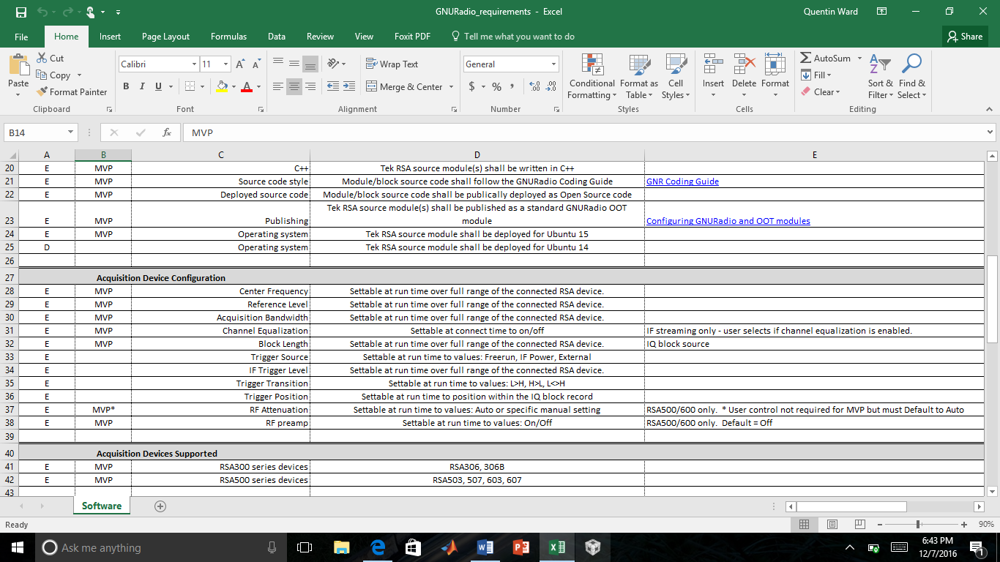 GNURadio_requirements - Excel
Quentin Ward
File Home Insert Page Layout Formulas Data Review View Foxit PDF Tell me what you want to do Share
Paste
Cut
Copy
Format Painter
Clipboard
Calibri 11
B I U
Font
Wrap Text
Merge & Center
Alignment
General
$ % ,
Number
Conditional Formatting
Format as Table
Cell Styles
Styles
Insert Delete Format
Cells
AutoSum
Fill
Clear
Sort & Filter
Find & Select
Editing
B14 fx MVP
A B C D E
20 E MVP C++ Tek RSA source module(s) shall be written in C++
21 E MVP Source code style Module/block source code shall follow the GNURadio Coding Guide GNR Coding Guide
22 E MVP Deployed source code Module/block source code shall be publically deployed as Open Source code
Tek RSA source module(s) shall be published as a standard GNURadio OOT
23 E MVP Publishing module Configuring GNURadio and OOT modules
24 E MVP Operating system Tek RSA source module shall be deployed for Ubuntu 15
25 D Operating system Tek RSA source module shall be deployed for Ubuntu 14
26
27 Acquisition Device Configuration
28 E MVP Center Frequency Settable at run time over full range of the connected RSA device.
29 E MVP Reference Level Settable at run time over full range of the connected RSA device.
30 E MVP Acquisition Bandwidth Settable at run time over full range of the connected RSA device.
31 E MVP Channel Equalization Settable at connect time to on/off IF streaming only - user selects if channel equalization is enabled.
32 E MVP Block Length Settable at run time over full range of the connected RSA device. IQ block source
33 E Trigger Source Settable at run time to values: Freerun, IF Power, External
34 E IF Trigger Level Settable at run time over full range of the connected RSA device.
35 E Trigger Transition Settable at run time to values: L>H, H>L, L<>H
36 E Trigger Position Settable at run time to position within the IQ block record
37 E MVP* RF Attenuation Settable at run time to values: Auto or specific manual setting RSA500/600 only. * User control not required for MVP but must Default to Auto
38 E MVP RF preamp Settable at run time to values: On/Off RSA500/600 only. Default = Off
39
40 Acquisition Devices Supported
41 E MVP RSA300 series devices RSA306, 306B
42 E MVP RSA500 series devices RSA503, 507, 603, 607
43
Software
Ready
90%
Ask me anything
6:43 PM
12/7/2016
1